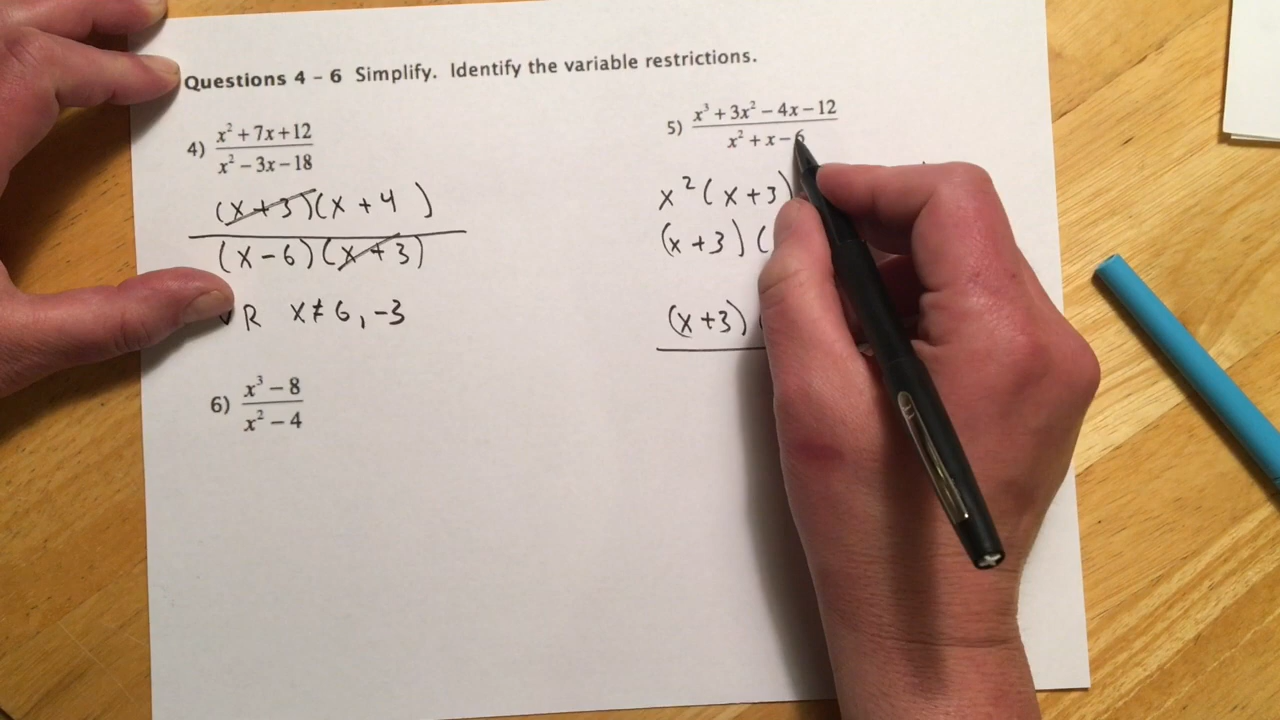 Questions 4 – 6 Simplify. Identify the variable restrictions.
4) x² + 7x + 12
x² – 3x – 18
(x + 3)(x + 4)
(x – 6)(x + 3)
R x ≠ 6, -3
5) x³ + 3x² – 4x – 12
x² + x – 6
x² (x + 3)
(x + 3) (
(x + 3)
6) x³ – 8
x² – 4